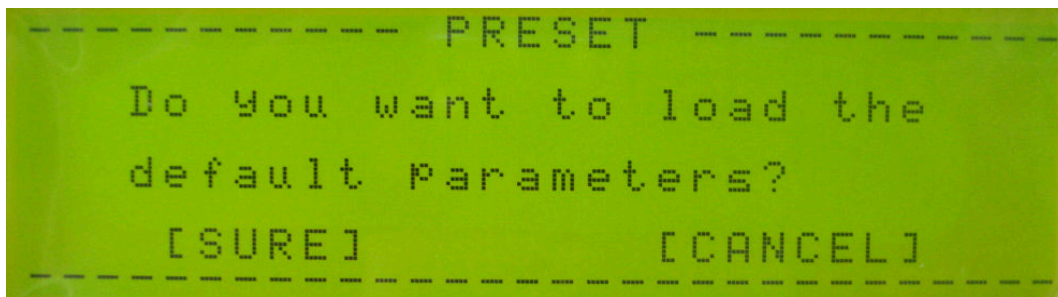 ----------- PRESET -----------
Do you want to load the
default parameters?
[SURE] [CANCEL]